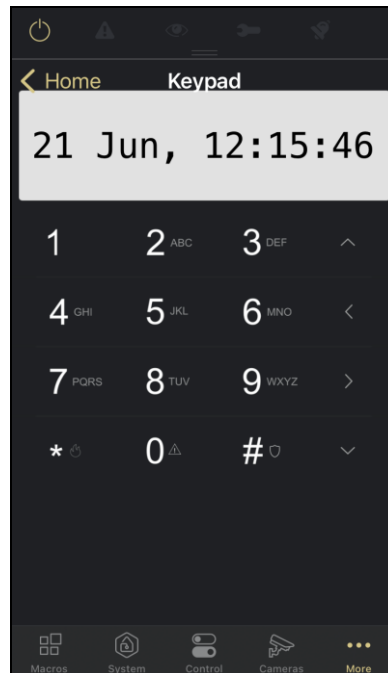 Home Keypad
21 Jun, 12:15:46
1 2 ABC 3 DEF
4 GHI 5 JKL 6 MNO
7 PQRS 8 TUV 9 WXYZ
* 0 #
Macros System Control Cameras More